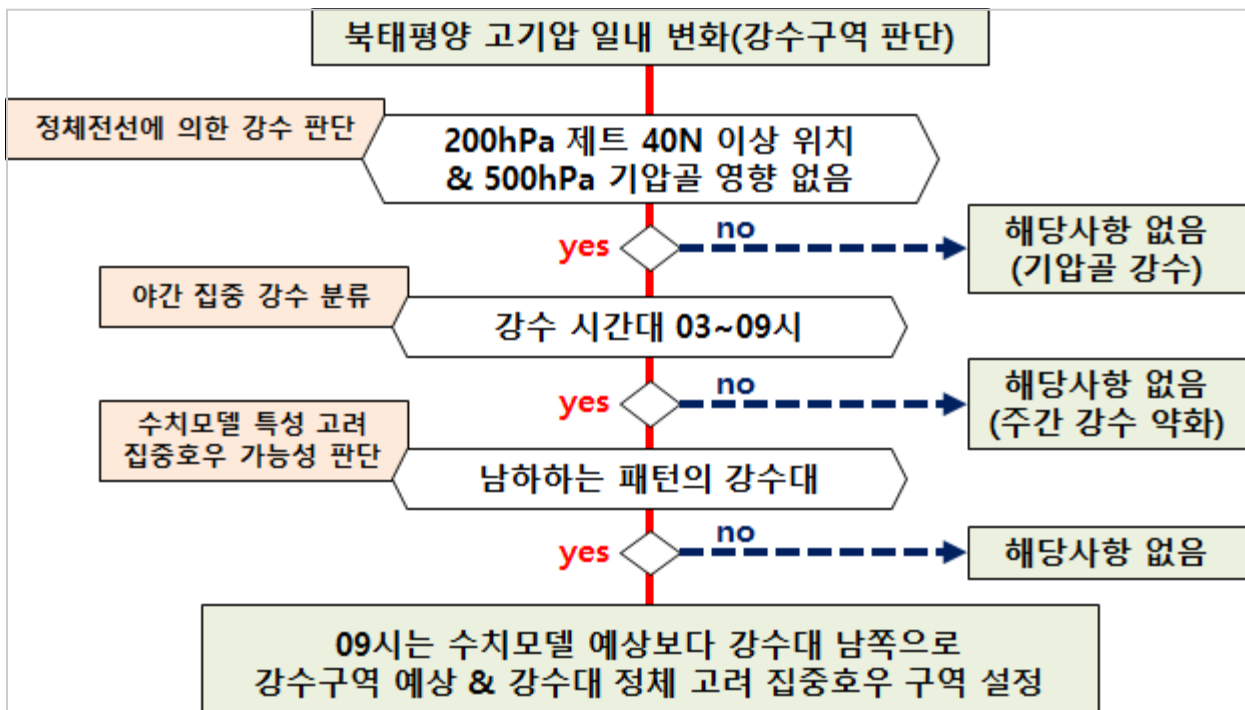 북태평양 고기압 일내 변화(강수구역 판단)
정체전선에 의한 강수 판단
200hPa 제트 40N 이상 위치
& 500hPa 기압골 영향 없음
yes
no
해당사항 없음
(기압골 강수)
야간 집중 강수 분류
강수 시간대 03~09시
yes
no
해당사항 없음
(주간 강수 약화)
수치모델 특성 고려
집중호우 가능성 판단
남하하는 패턴의 강수대
yes
no
해당사항 없음
09시는 수치모델 예상보다 강수대 남쪽으로
강수구역 예상 & 강수대 정체 고려 집중호우 구역 설정